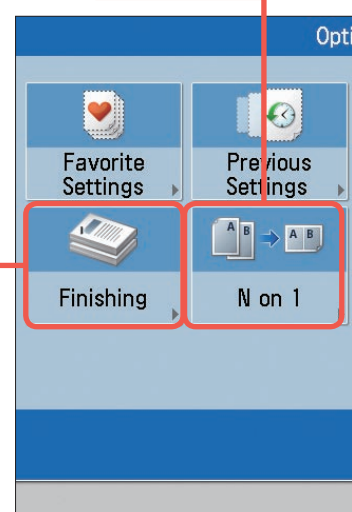 Opti
Favorite
Settings
Previous
Settings
A B A B
Finishing
N on 1